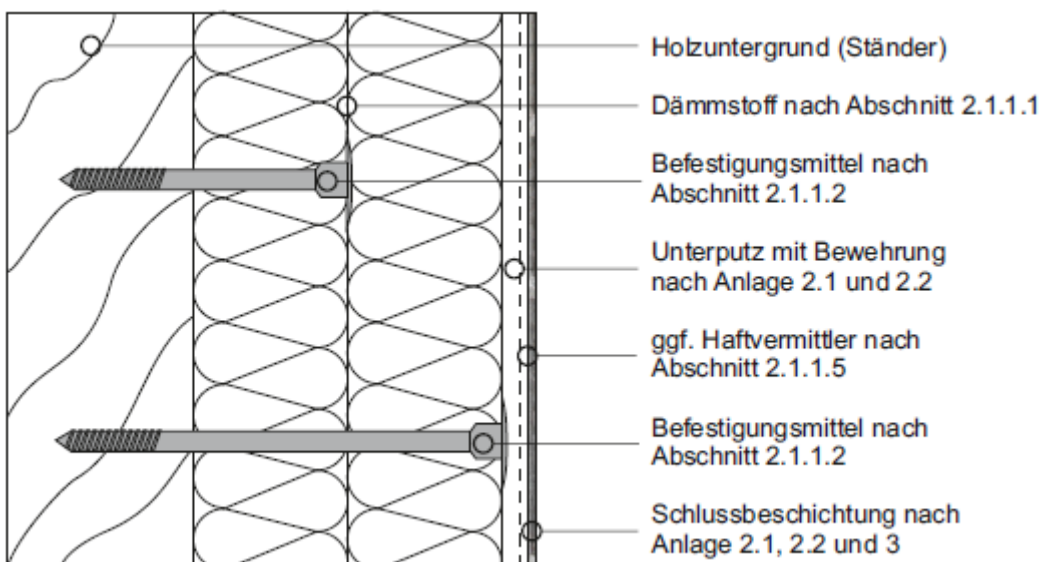 Holzuntergrund (Ständer)
Dämmstoff nach Abschnitt 2.1.1.1
Befestigungsmittel nach
Abschnitt 2.1.1.2
Unterputz mit Bewehrung
nach Anlage 2.1 und 2.2
ggf. Haftvermittler nach
Abschnitt 2.1.1.5
Befestigungsmittel nach
Abschnitt 2.1.1.2
Schlussbeschichtung nach
Anlage 2.1, 2.2 und 3